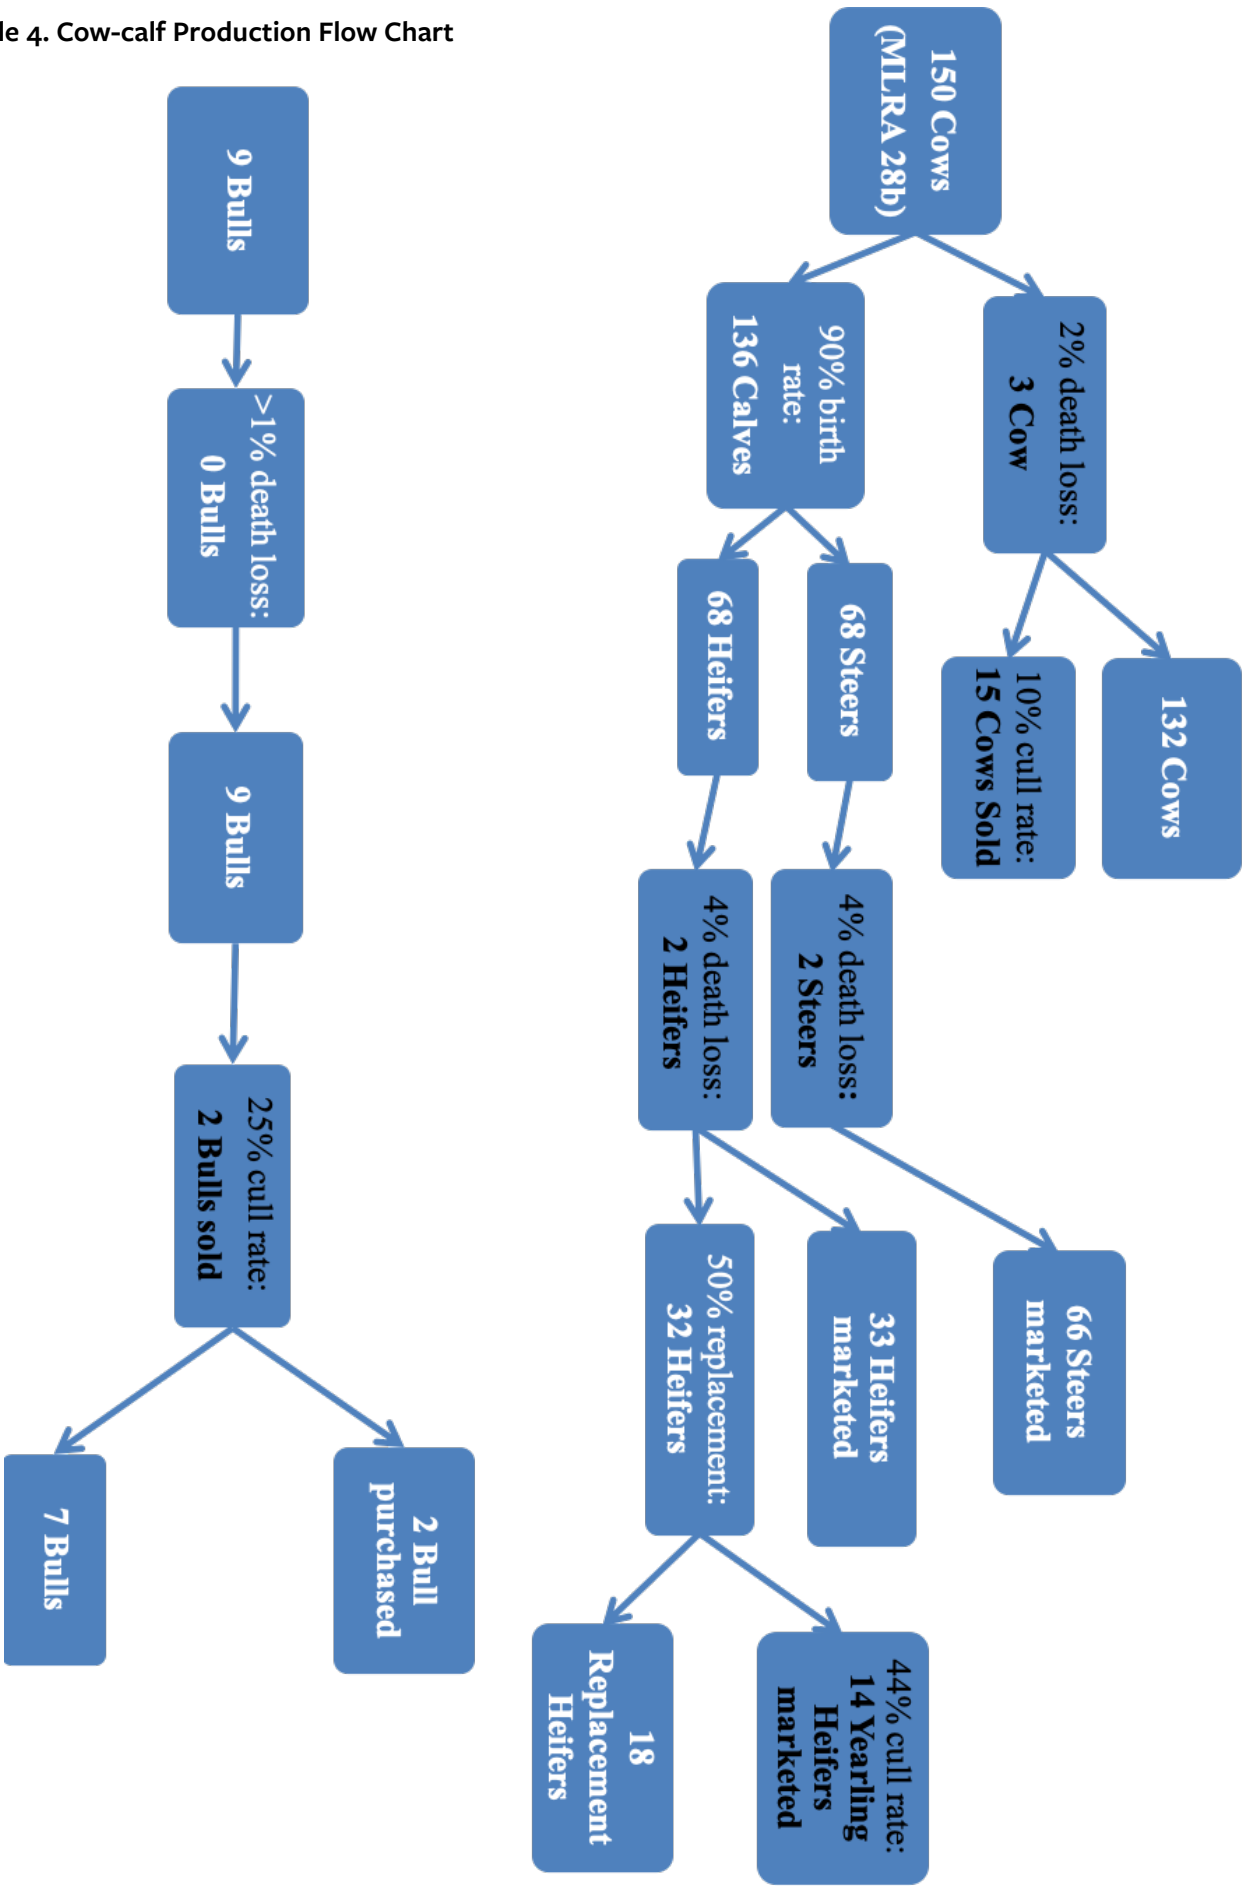 le 4. Cow-calf Production Flow Chart
150 Cows
(MLRA 28b)
2% death loss:
3 Cow
132 Cows
10% cull rate:
15 Cows Sold
90% birth
rate:
136 Calves
68 Steers
4% death loss:
2 Steers
66 Steers
marketed
68 Heifers
4% death loss:
2 Heifers
33 Heifers
marketed
50% replacement:
32 Heifers
44% cull rate:
14 Yearling
Heifers
marketed
18
Replacement
Heifers
9 Bulls
>1% death loss:
0 Bulls
9 Bulls
25% cull rate:
2 Bulls sold
2 Bull
purchased
7 Bulls